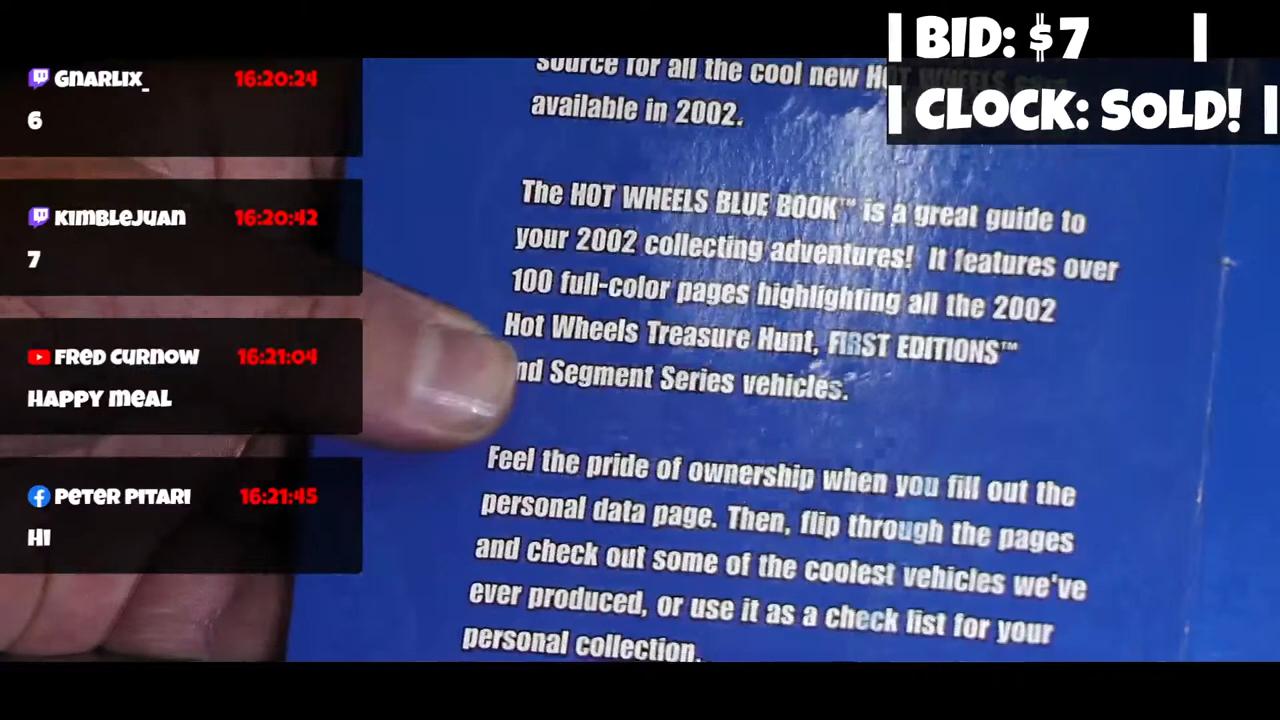 | BID: $7 |
| CLOCK: SOLD! |
GNARLIX_ 16:20:24
6
KIMBLEJUAN 16:20:42
7
FRED CURNOW 16:21:04
HAPPY MEAL
PETER PITARI 16:21:45
HI
source for all the cool new HOT WHEELS
available in 2002.
The HOT WHEELS BLUE BOOK™ is a great guide to
your 2002 collecting adventures! It features over
100 full-color pages highlighting all the 2002
Hot Wheels Treasure Hunt, FIRST EDITIONS™
nd Segment Series vehicles.
Feel the pride of ownership when you fill out the
personal data page. Then, flip through the pages
and check out some of the coolest vehicles we've
ever produced, or use it as a check list for your
personal collection.